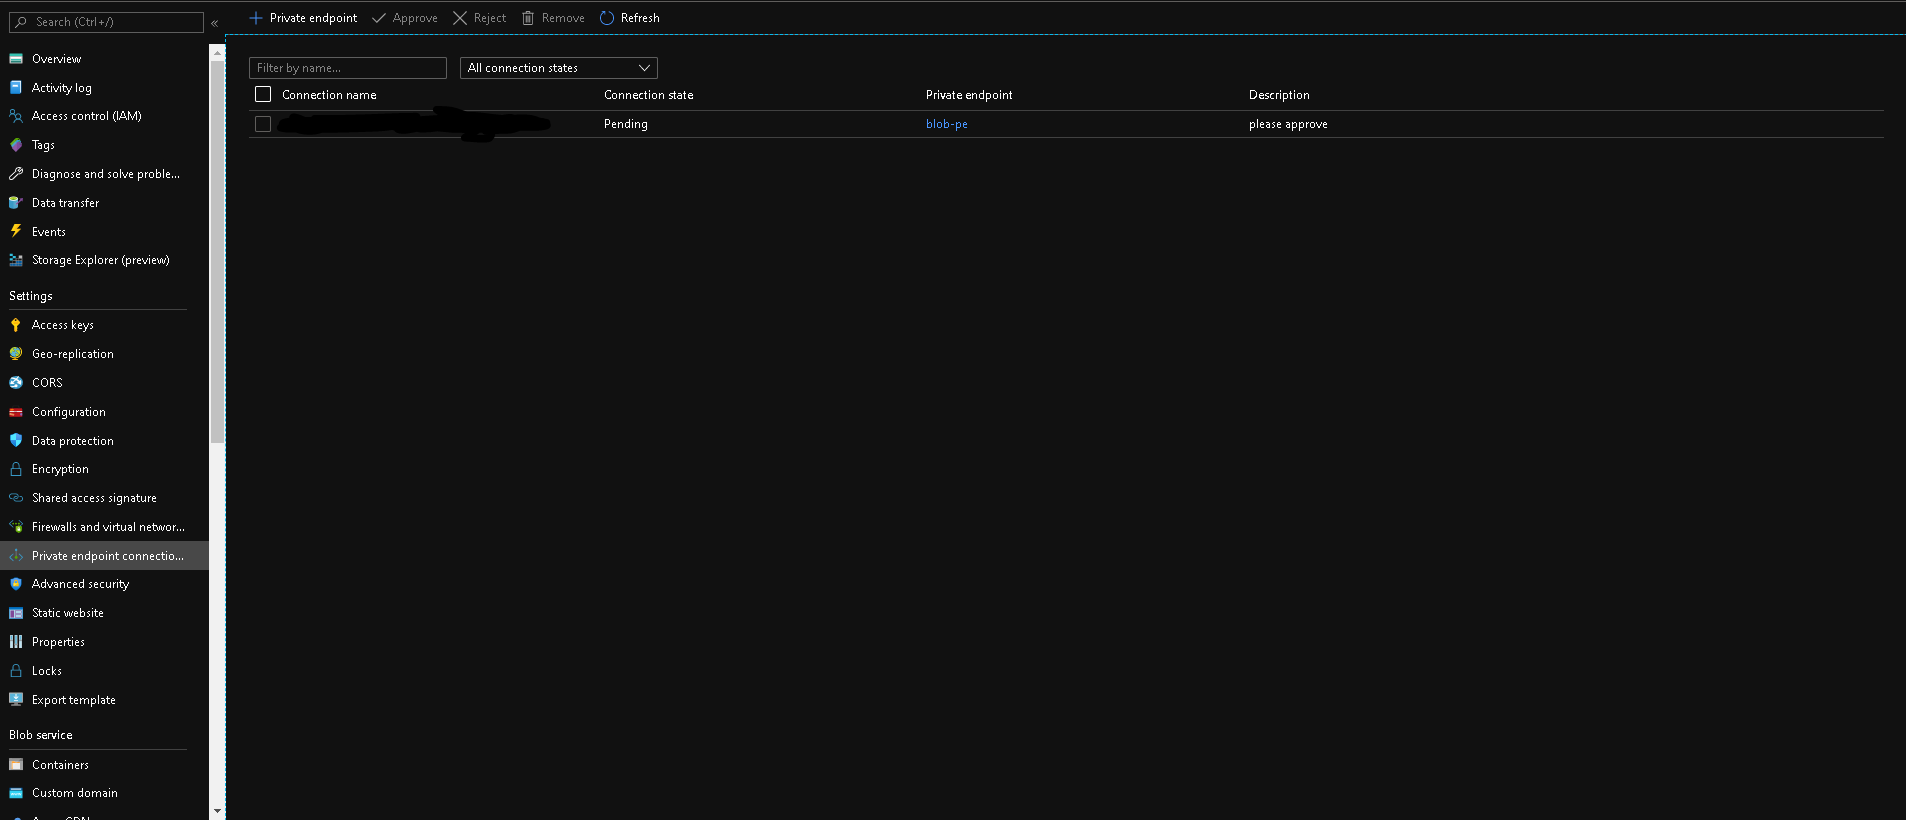 Search (Ctrl+/)
«
Private endpoint Approve Reject Remove Refresh
Overview
Activity log
Access control (IAM)
Tags
Diagnose and solve proble...
Data transfer
Events
Storage Explorer (preview)
Settings
Access keys
Geo-replication
CORS
Configuration
Data protection
Encryption
Shared access signature
Firewalls and virtual networ...
Private endpoint connectio...
Advanced security
Static website
Properties
Locks
Export template
Blob service
Containers
Custom domain
Filter by name... All connection states
Connection name Connection state Private endpoint Description
Pending blob-pe please approve